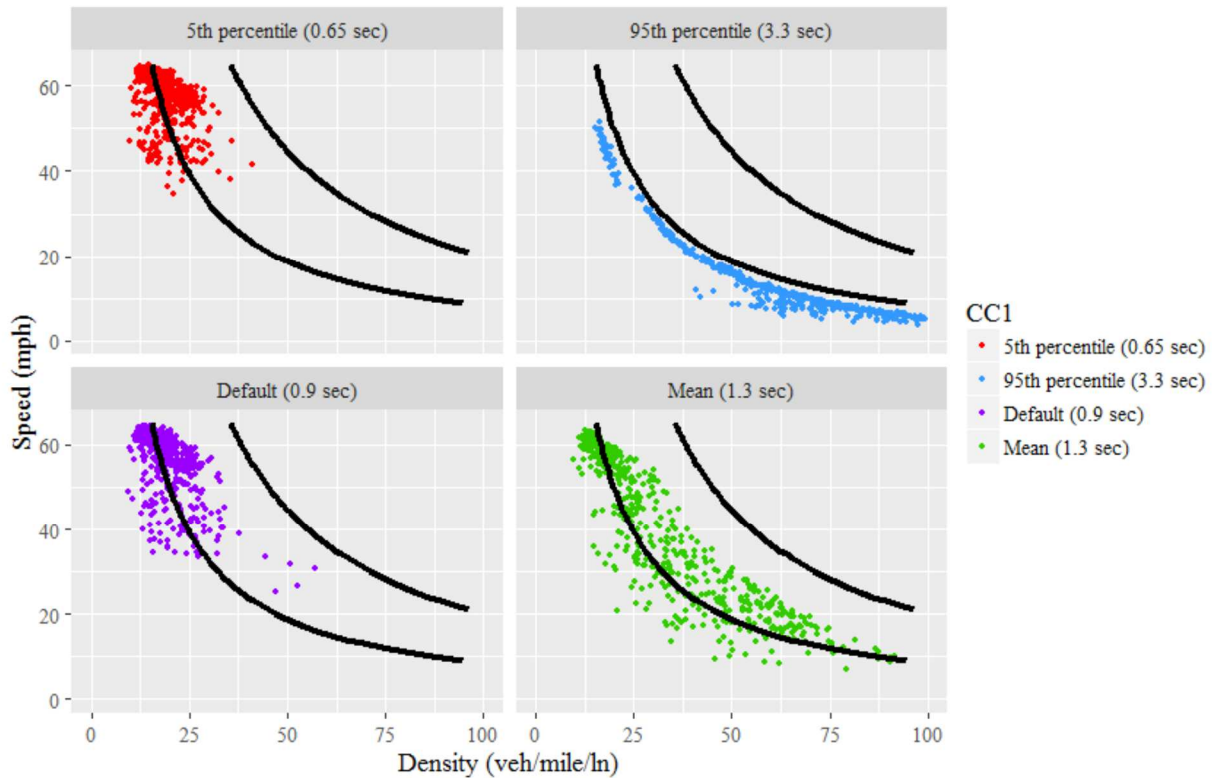 5th percentile (0.65 sec)
95th percentile (3.3 sec)
60
40
20
0
Default (0.9 sec)
Mean (1.3 sec)
60
40
20
0
0
25
50
75
100
0
25
50
75
100
Speed (mph)
Density (veh/mile/ln)
CC1
5th percentile (0.65 sec)
95th percentile (3.3 sec)
Default (0.9 sec)
Mean (1.3 sec)